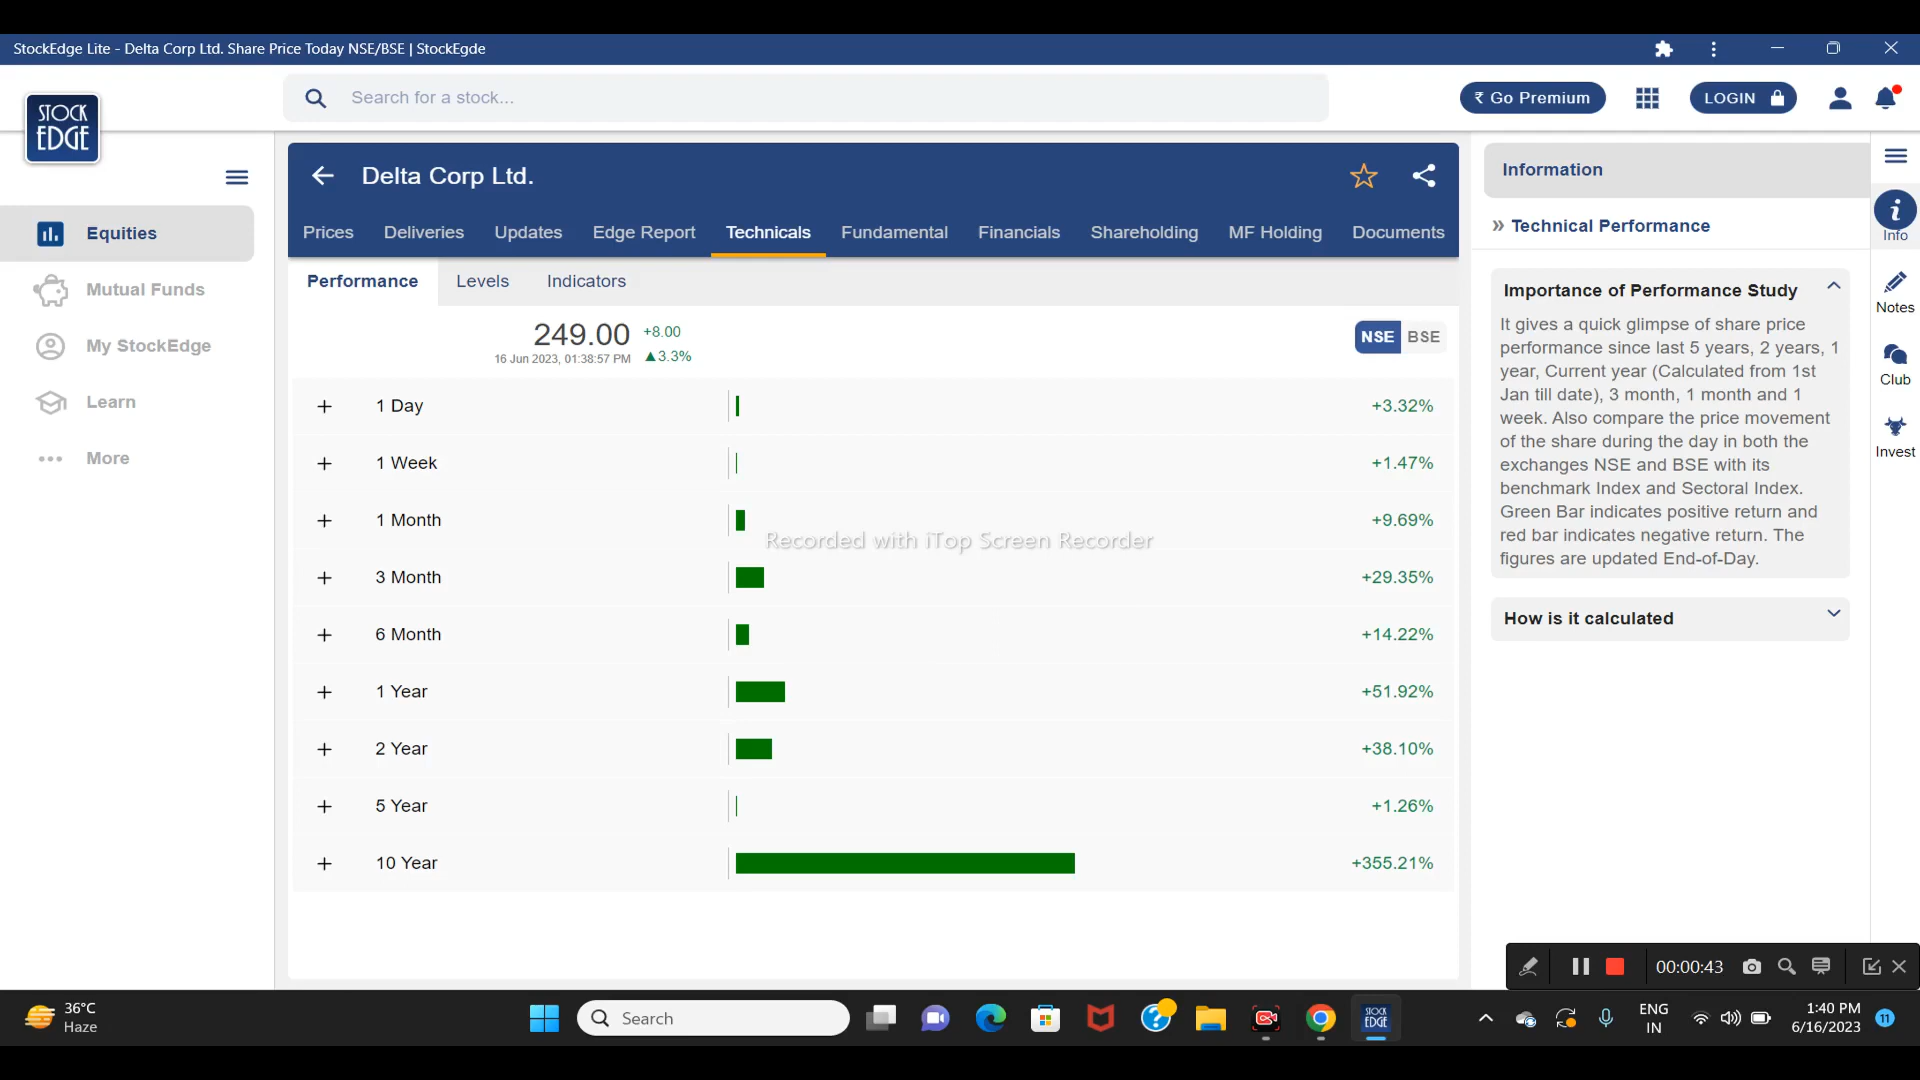 StockEdge Lite - Delta Corp Ltd. Share Price Today NSE/BSE | StockEgde
STOCK
EDGE
Search for a stock...
₹ Go Premium
LOGIN
Delta Corp Ltd.
Prices Deliveries Updates Edge Report Technicals Fundamental Financials Shareholding MF Holding Documents
Performance Levels Indicators
249.00 +8.00
16 Jun 2023, 01:38:57 PM ▲3.3%
NSE BSE
1 Day +3.32%
1 Week +1.47%
1 Month +9.69%
Recorded with iTop Screen Recorder
3 Month +29.35%
6 Month +14.22%
1 Year +51.92%
2 Year +38.10%
5 Year +1.26%
10 Year +355.21%
Equities
Mutual Funds
My StockEdge
Learn
More
Information
» Technical Performance
Importance of Performance Study
It gives a quick glimpse of share price
performance since last 5 years, 2 years, 1
year, Current year (Calculated from 1st
Jan till date), 3 month, 1 month and 1
week. Also compare the price movement
of the share during the day in both the
exchanges NSE and BSE with its
benchmark Index and Sectoral Index.
Green Bar indicates positive return and
red bar indicates negative return. The
figures are updated End-of-Day.
How is it calculated
Info
Notes
Club
Invest
00:00:43
36°C
Haze
Search
STOCK
EDGE
ENG
IN
1:40 PM
6/16/2023
11